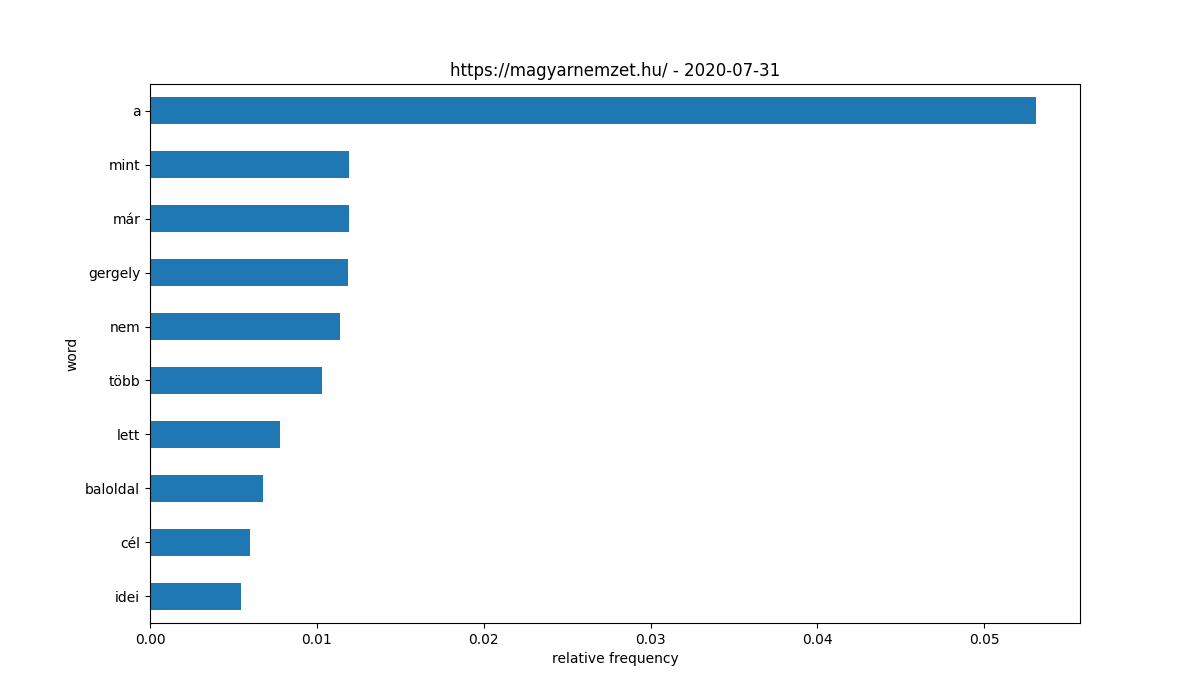 https://magyarnemzet.hu/ - 2020-07-31
a
mint
már
gergely
nem
több
lett
baloldal
cél
idei
word
0.00 0.01 0.02 0.03 0.04 0.05
relative frequency